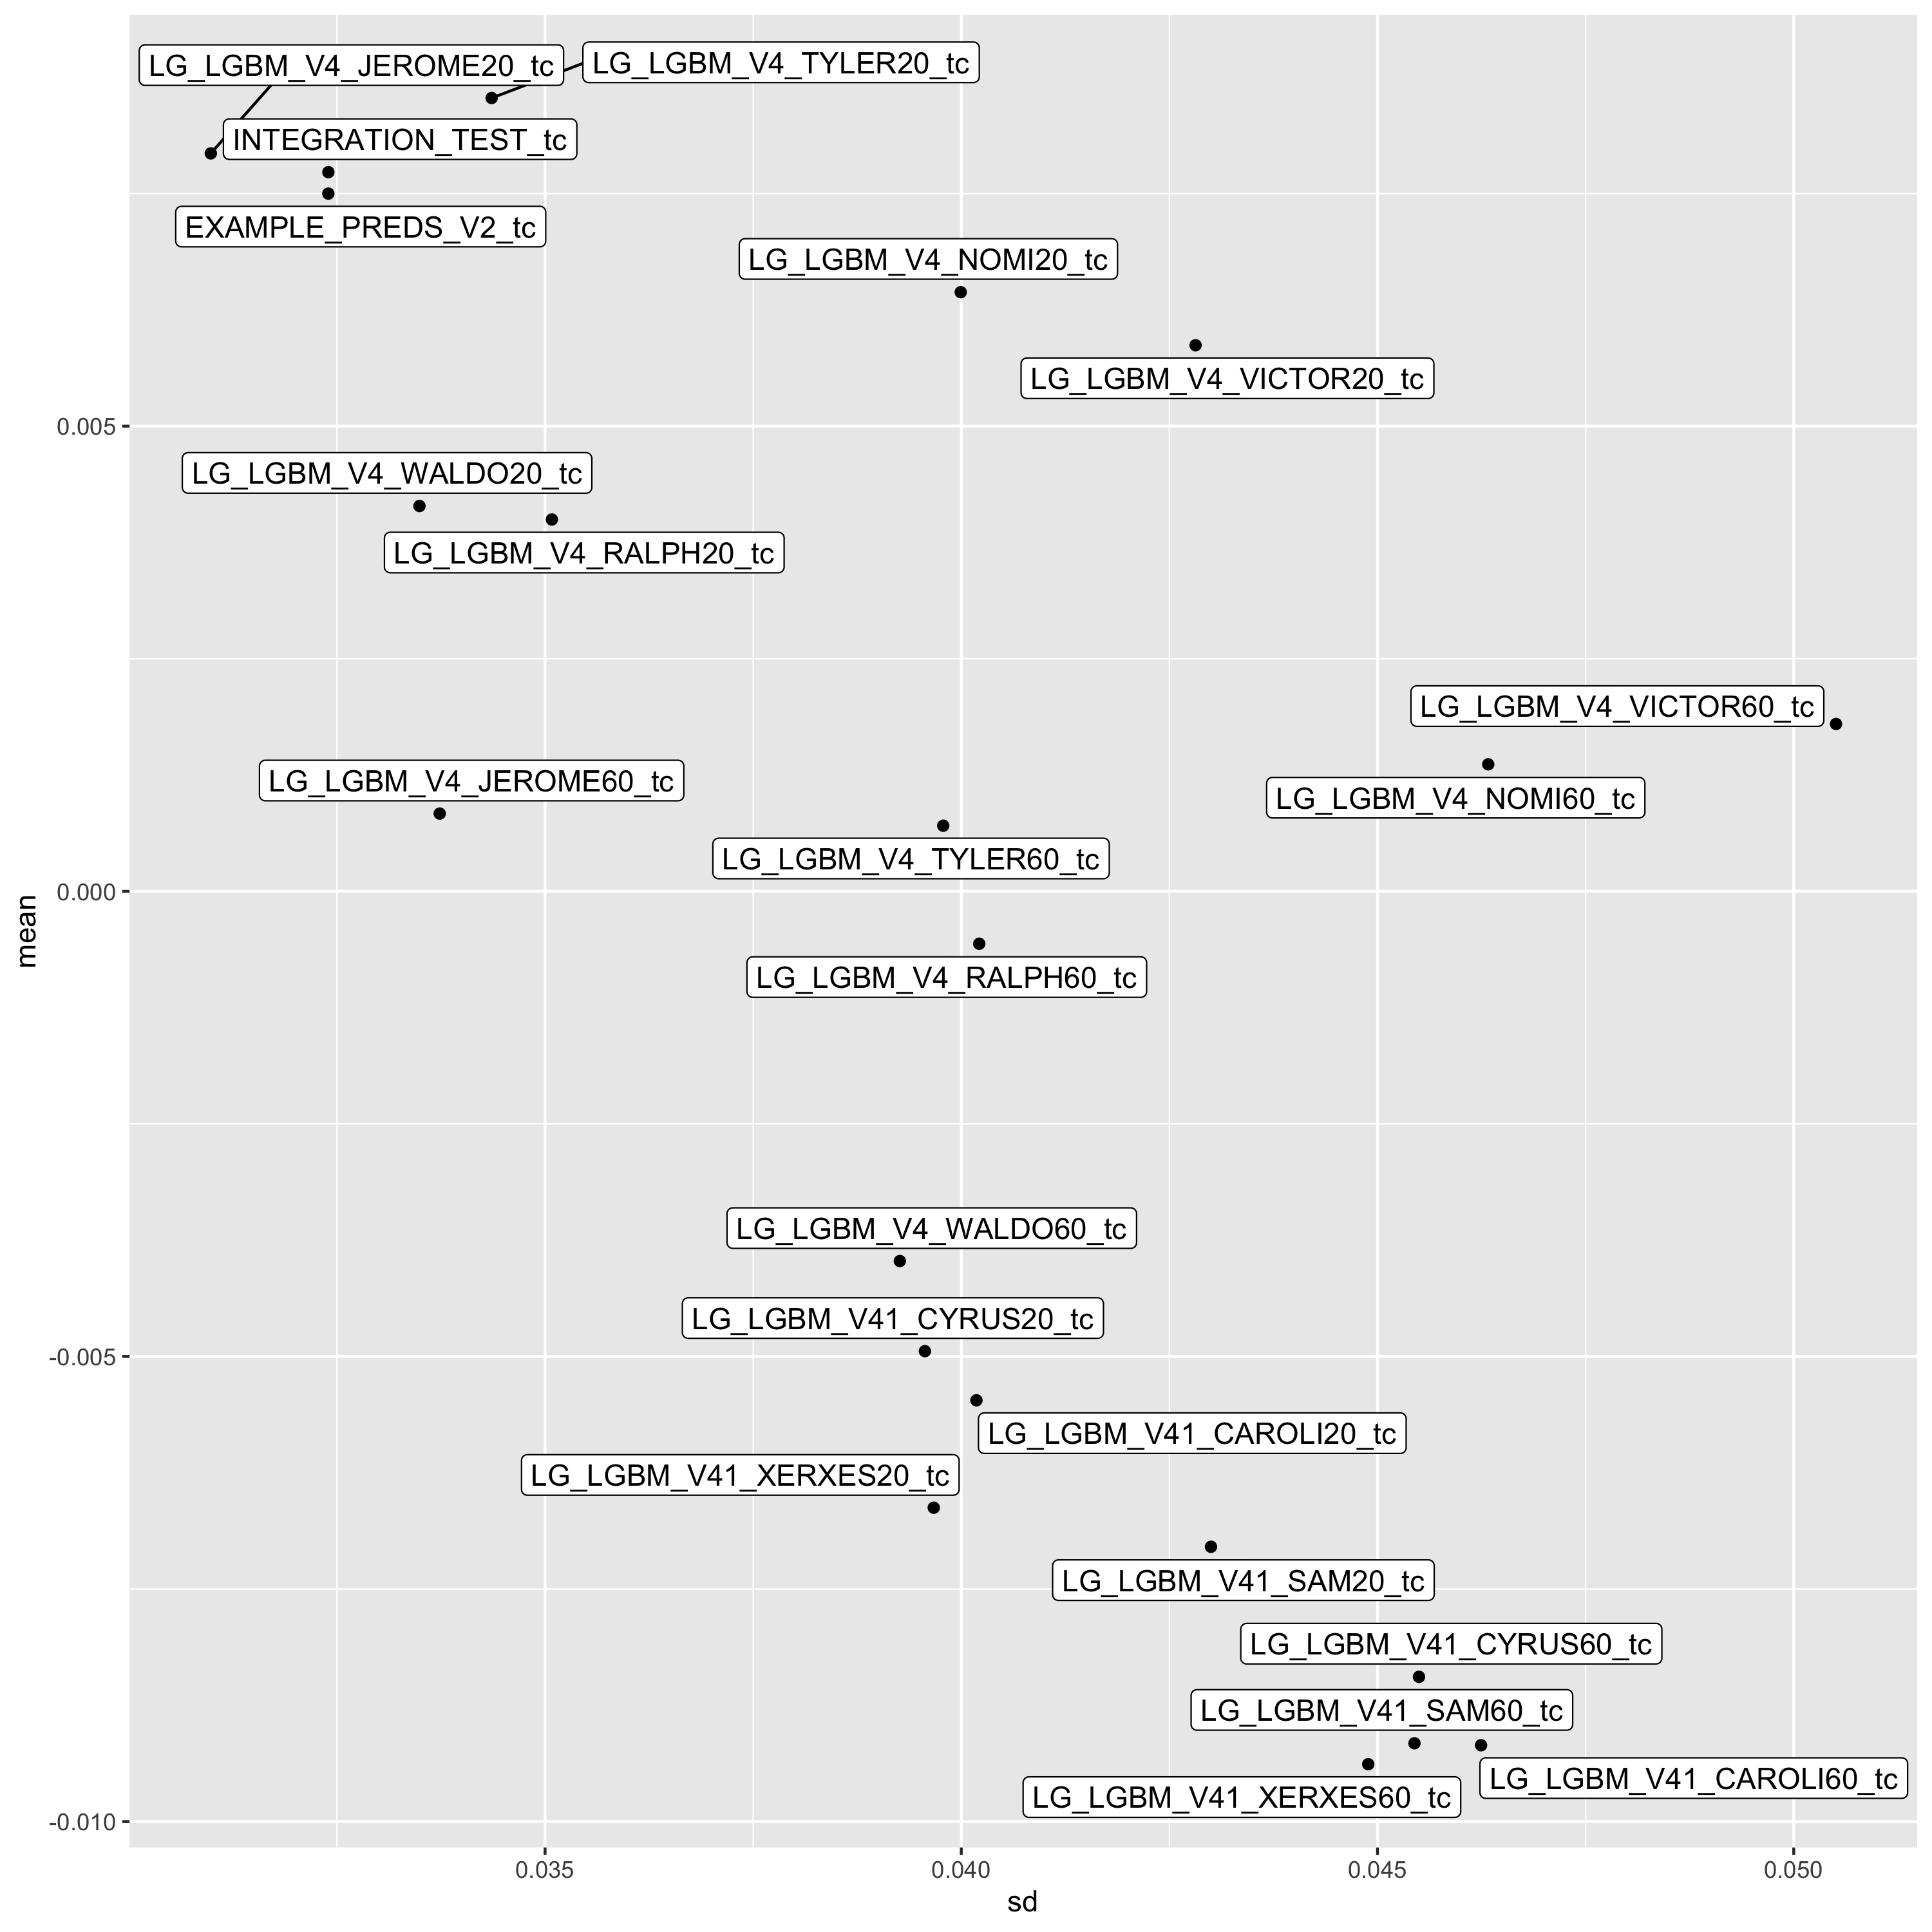 LG_LGBM_V4_JEROME20_tc
LG_LGBM_V4_TYLER20_tc
INTEGRATION_TEST_tc
EXAMPLE_PREDS_V2_tc
LG_LGBM_V4_NOMI20_tc
LG_LGBM_V4_VICTOR20_tc
0.005
LG_LGBM_V4_WALDO20_tc
LG_LGBM_V4_RALPH20_tc
LG_LGBM_V4_VICTOR60_tc
LG_LGBM_V4_JEROME60_tc
LG_LGBM_V4_NOMI60_tc
LG_LGBM_V4_TYLER60_tc
0.000
mean
LG_LGBM_V4_RALPH60_tc
LG_LGBM_V4_WALDO60_tc
LG_LGBM_V41_CYRUS20_tc
-0.005
LG_LGBM_V41_CAROLI20_tc
LG_LGBM_V41_XERXES20_tc
LG_LGBM_V41_SAM20_tc
LG_LGBM_V41_CYRUS60_tc
LG_LGBM_V41_SAM60_tc
LG_LGBM_V41_CAROLI60_tc
LG_LGBM_V41_XERXES60_tc
-0.010
0.035
0.040
0.045
0.050
sd